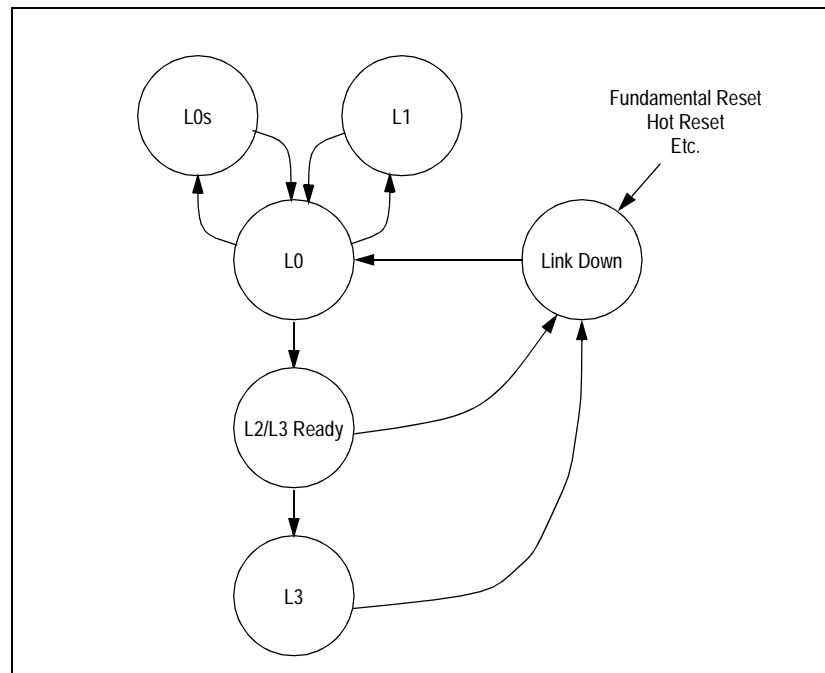 L0s
L1
Fundamental Reset
Hot Reset
Etc.
L0
Link Down
L2/L3 Ready
L3